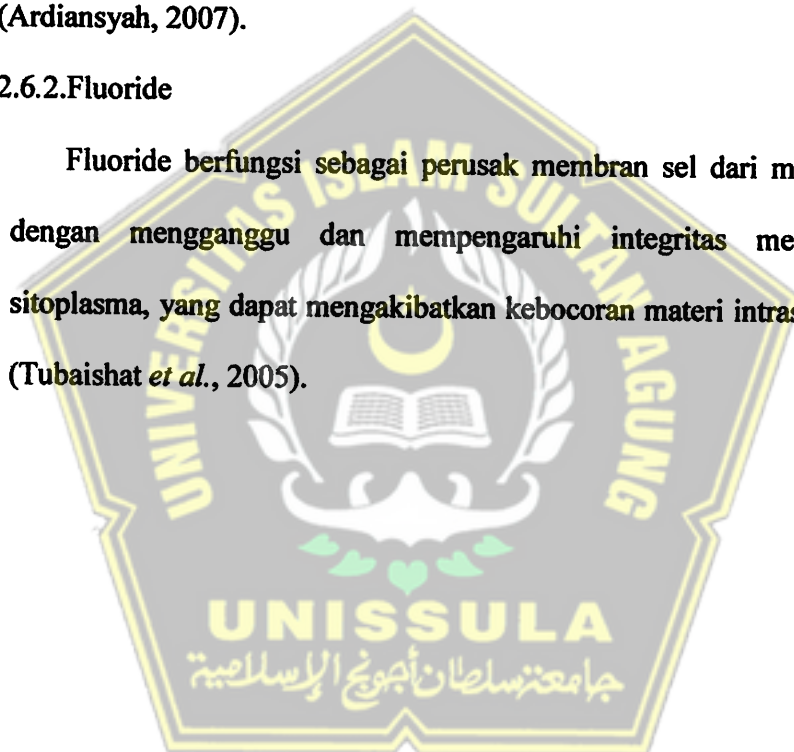 (Ardiansyah, 2007).
2.6.2.Fluoride
Fluoride berfungsi sebagai perusak membran sel dari m
dengan mengganggu dan mempengaruhi integritas me
sitoplasma, yang dapat mengakibatkan kebocoran materi intras
(Tubaishat et al., 2005).
UNIVERSITAS ISLAM SULTAN AGUNG
UNISSULA
جامعة سلطان أجونج الإسلامية